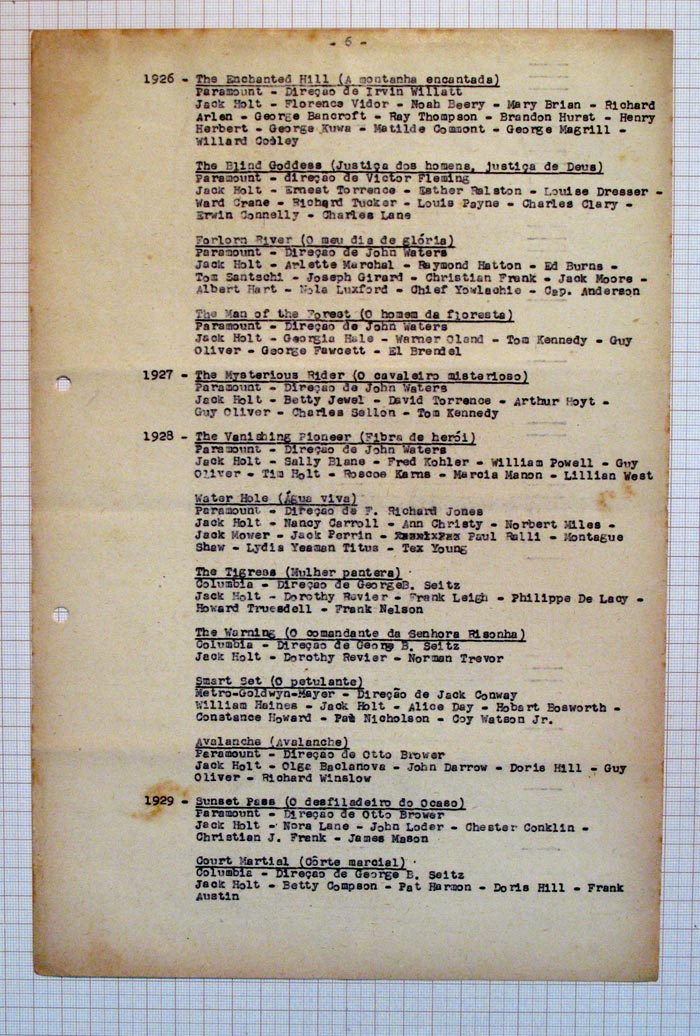 - 6 -
1926 - The Enchanted Hill (A montanha encantada)
Paramount - Direçao de Irvin Willatt
Jack Holt - Florence Vidor - Noah Beery - Mary Brian - Richard
Arlen - George Bancroft - Ray Thompson - Brandon Hurst - Henry
Herbert - George Kuwa - Matilde Commont - George Magrill -
Willard Cooley
The Blind Goddess (Justiça dos homens, justiça de Deus)
Paramount - direção de Victor Fleming
Jack Holt - Ernest Torrence - Esther Ralston - Louise Dresser -
Ward Crane - Richard Tucker - Louis Payne - Charles Clary -
Erwin Connelly - Charles Lane
Forlorn River (O meu dia de glória)
Paramount - Direçao de John Waters
Jack Holt - Arlette Marchal - Raymond Hatton - Ed Burns -
Tom Santschi - Joseph Girard - Christian Frank - Jack Moore -
Albert Hart - Nola Luxford - Chief Yowlachie - Cap. Anderson
The Man of the Forest (O homem da floresta)
Paramount - Direçao de John Waters
Jack Holt - Georgia Hale - Warner Oland - Tom Kennedy - Guy
Oliver - George Fawcett - El Brendel
1927 - The Mysterious Rider (O cavaleiro misterioso)
Paramount - Direçao de John Waters
Jack Holt - Betty Jewel - David Torrence - Arthur Hoyt -
Guy Oliver - Charles Sellon - Tom Kennedy
1928 - The Vanishing Pioneer (Fibra de herói)
Paramount - Direçao de John Waters
Jack Holt - Sally Blane - Fred Kohler - William Powell - Guy
Oliver - Tim Holt - Roscoe Karns - Marcia Manon - Lillian West
Water Hole (Água viva)
Paramount - Direçao de F. Richard Jones
Jack Holt - Nancy Carroll - Ann Christy - Norbert Miles -
Jack Mower - Jack Perrin - Paul Ralli - Montague
Shaw - Lydia Yeaman Titus - Tex Young
The Tigress (Mulher pantera)
Columbia - Direçao de GeorgeB. Seitz
Jack Holt - Dorothy Revier - Frank Leigh - Philippe De Lacy -
Howard Truesdell - Frank Nelson
The Warning (O comandante da Senhora Risonha)
Columbia - Direçao de Georg B. Seitz
Jack Holt - Dorothy Revier - Norman Trevor
Smart Set (O petulante)
Metro-Goldwyn-Mayer - Direção de Jack Conway
William Haines - Jack Holt - Alice Day - Hobart Bosworth -
Constance Howard - Pat Nicholson - Coy Watson Jr.
Avalanche (Avalanche)
Paramount - Direçao de Otto Brower
Jack Holt - Olga Baclanova - John Darrow - Doris Hill - Guy
Oliver - Richard Winslow
1929 - Sunset Pass (O desfiladeiro do Ocaso)
Paramount - Direçao de Otto Brower
Jack Holt - Nora Lane - John Loder - Chester Conklin -
Christian J. Frank - James Mason
Court Martial (Côrte marcial)
Columbia - Direçao de George B. Seitz
Jack Holt - Betty Compson - Pat Harmon - Doris Hill - Frank
Austin